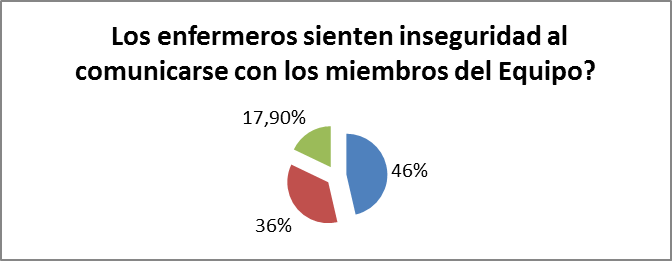 Los enfermeros sienten inseguridad al
comunicarse con los miembros del Equipo?
17,90%
46%
36%